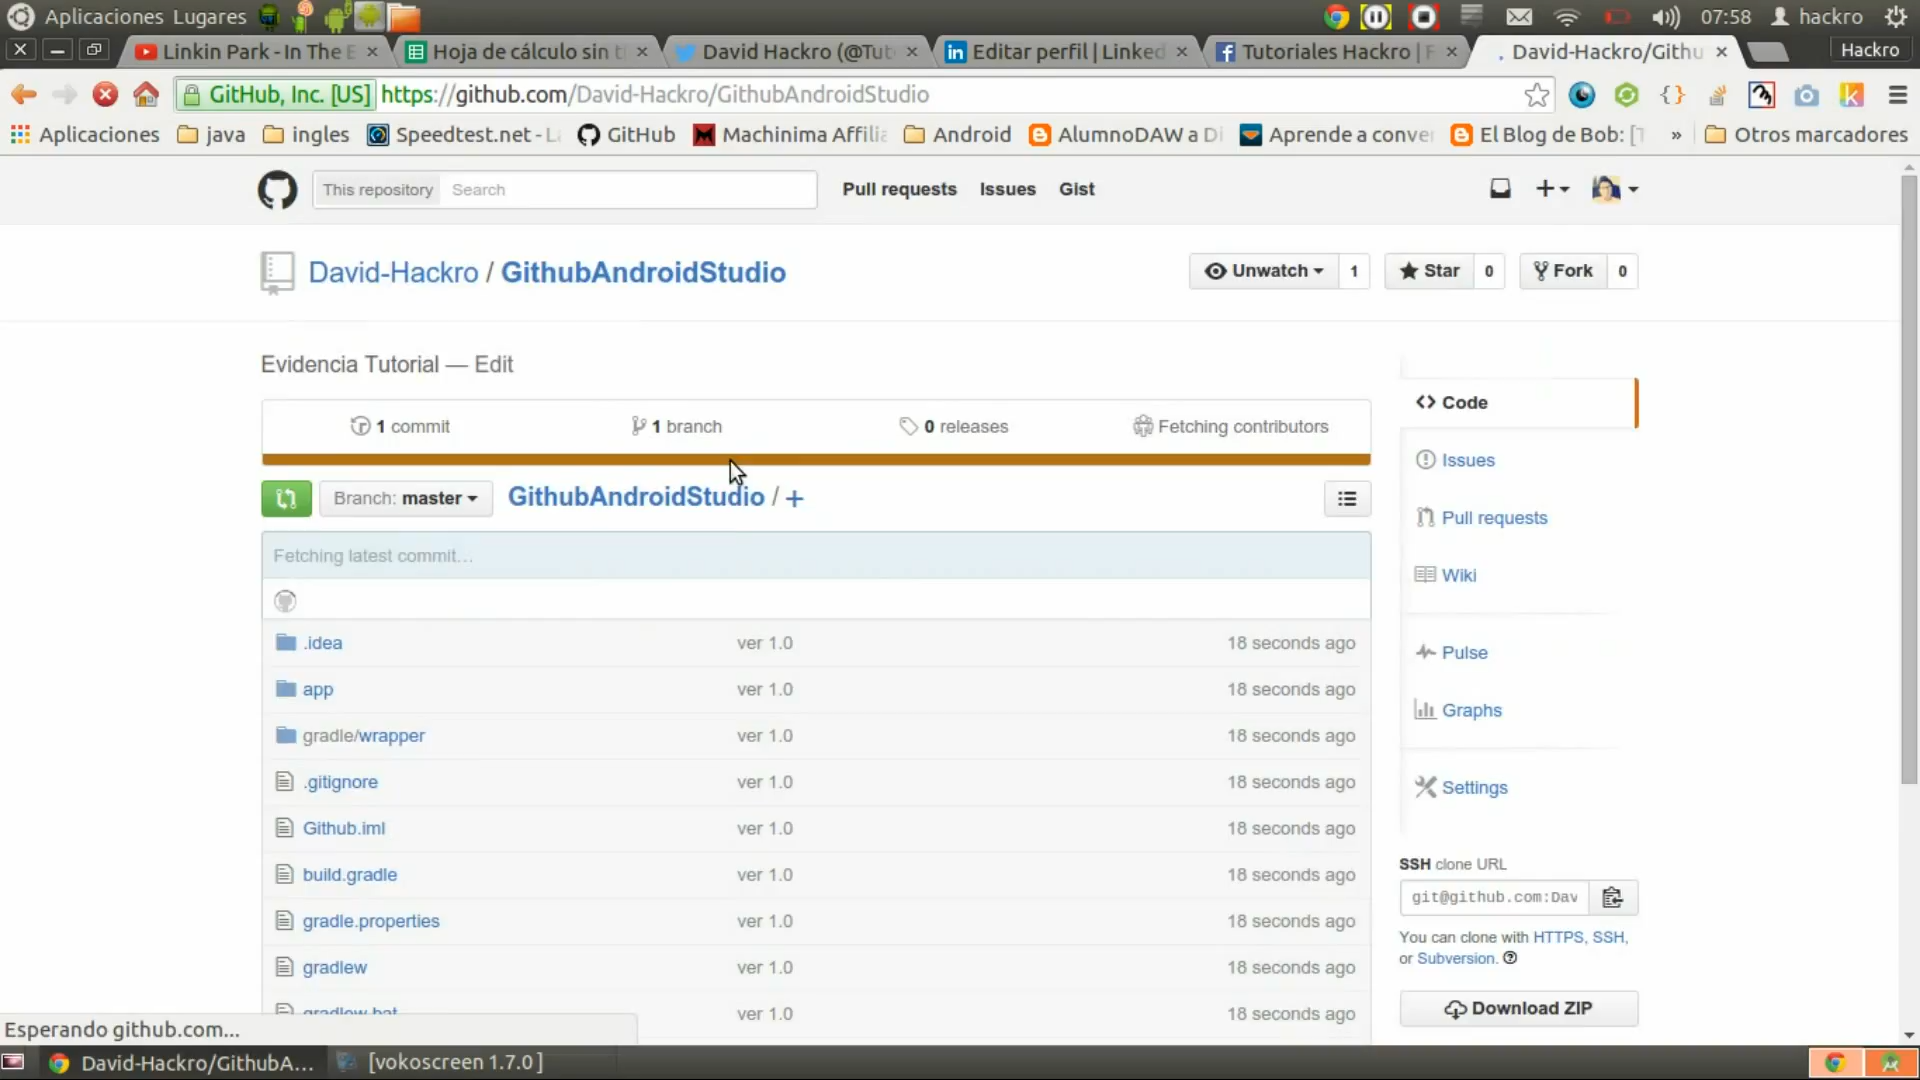 Aplicaciones Lugares 07:58 hackro
Linkin Park - In The E Hoja de cálculo sin t David Hackro (@Tut Editar perfil | Linked Tutoriales Hackro | F David-Hackro/Githu Hackro
GitHub, Inc. [US] https://github.com/David-Hackro/GithubAndroidStudio
Aplicaciones java ingles Speedtest.net - L GitHub Machinima Affilia Android AlumnoDAW a Di Aprende a conver El Blog de Bob: [T » Otros marcadores
This repository Search Pull requests Issues Gist
David-Hackro / GithubAndroidStudio Unwatch 1 Star 0 Fork 0
Evidencia Tutorial — Edit
1 commit 1 branch 0 releases Fetching contributors
Branch: master GithubAndroidStudio / +
Fetching latest commit…
.idea ver 1.0 18 seconds ago
app ver 1.0 18 seconds ago
gradle/wrapper ver 1.0 18 seconds ago
.gitignore ver 1.0 18 seconds ago
Github.iml ver 1.0 18 seconds ago
build.gradle ver 1.0 18 seconds ago
gradle.properties ver 1.0 18 seconds ago
gradlew ver 1.0 18 seconds ago
gradlew.bat ver 1.0 18 seconds ago
Code
Issues
Pull requests
Wiki
Pulse
Graphs
Settings
SSH clone URL
git@github.com:Dav
You can clone with HTTPS, SSH,
or Subversion.
Download ZIP
Esperando github.com...
David-Hackro/GithubA... [vokoscreen 1.7.0 ]